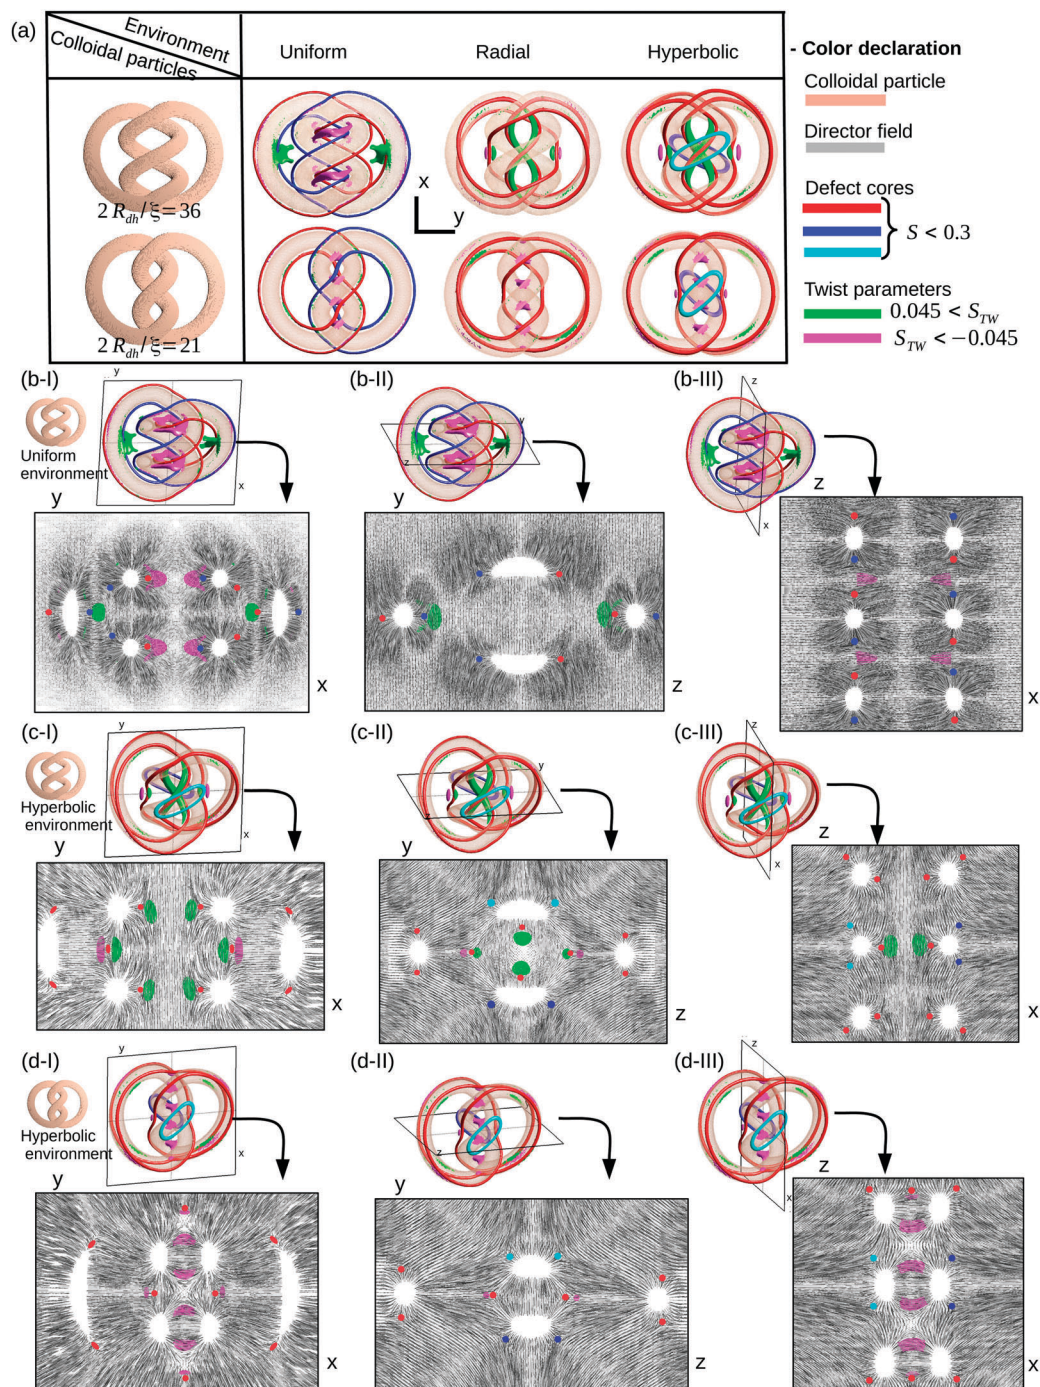 (a)
Environment
Colloidal particles
Uniform
Radial
Hyperbolic
2 R_dh / ξ = 36
2 R_dh / ξ = 21
x
y
- Color declaration
Colloidal particle
Director field
Defect cores
S < 0.3
Twist parameters
0.045 < S_TW
S_TW < −0.045
(b-I)
y
x
Uniform
environment
y
x
(b-II)
y
z
y
z
(b-III)
z
x
z
x
(c-I)
y
x
Hyperbolic
environment
y
x
(c-II)
y
z
y
z
(c-III)
z
x
z
x
(d-I)
y
x
Hyperbolic
environment
y
x
(d-II)
z
y
z
(d-III)
z
x
z
x